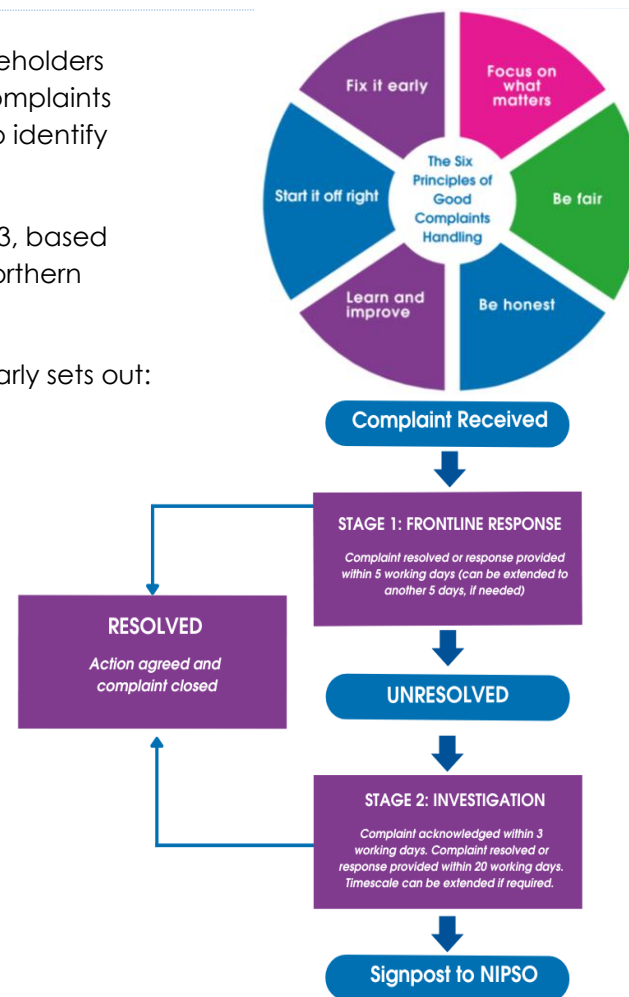 eholders
omplaints
o identify
3, based
orthern
arly sets out:
Fix it early
Focus on
what
matters
Start it off right
The Six
Principles of
Good
Complaints
Handling
Be fair
Learn and
improve
Be honest
Complaint Received
STAGE 1: FRONTLINE RESPONSE
Complaint resolved or response provided
within 5 working days (can be extended to
another 5 days, if needed)
RESOLVED
Action agreed and
complaint closed
UNRESOLVED
STAGE 2: INVESTIGATION
Complaint acknowledged within 3
working days. Complaint resolved or
response provided within 20 working days.
Timescale can be extended if required.
Signpost to NIPSO